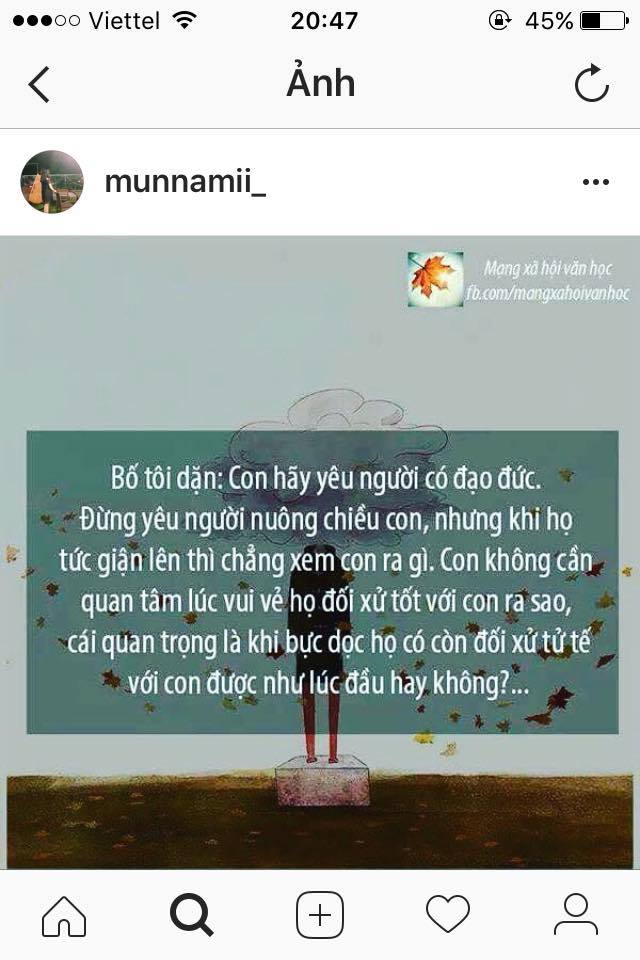 Viettel 20:47 45%
Ảnh
munnamii_
Mạng xã hội văn học
fb.com/mangxahoivanhoc
Bố tôi dặn: Con hãy yêu người có đạo đức.
Đừng yêu người nuông chiều con, nhưng khi họ
tức giận lên thì chẳng xem con ra gì. Con không cần
quan tâm lúc vui vẻ họ đối xử tốt với con ra sao,
cái quan trọng là khi bực dọc họ có còn đối xử tử tế
với con được như lúc đầu hay không?...